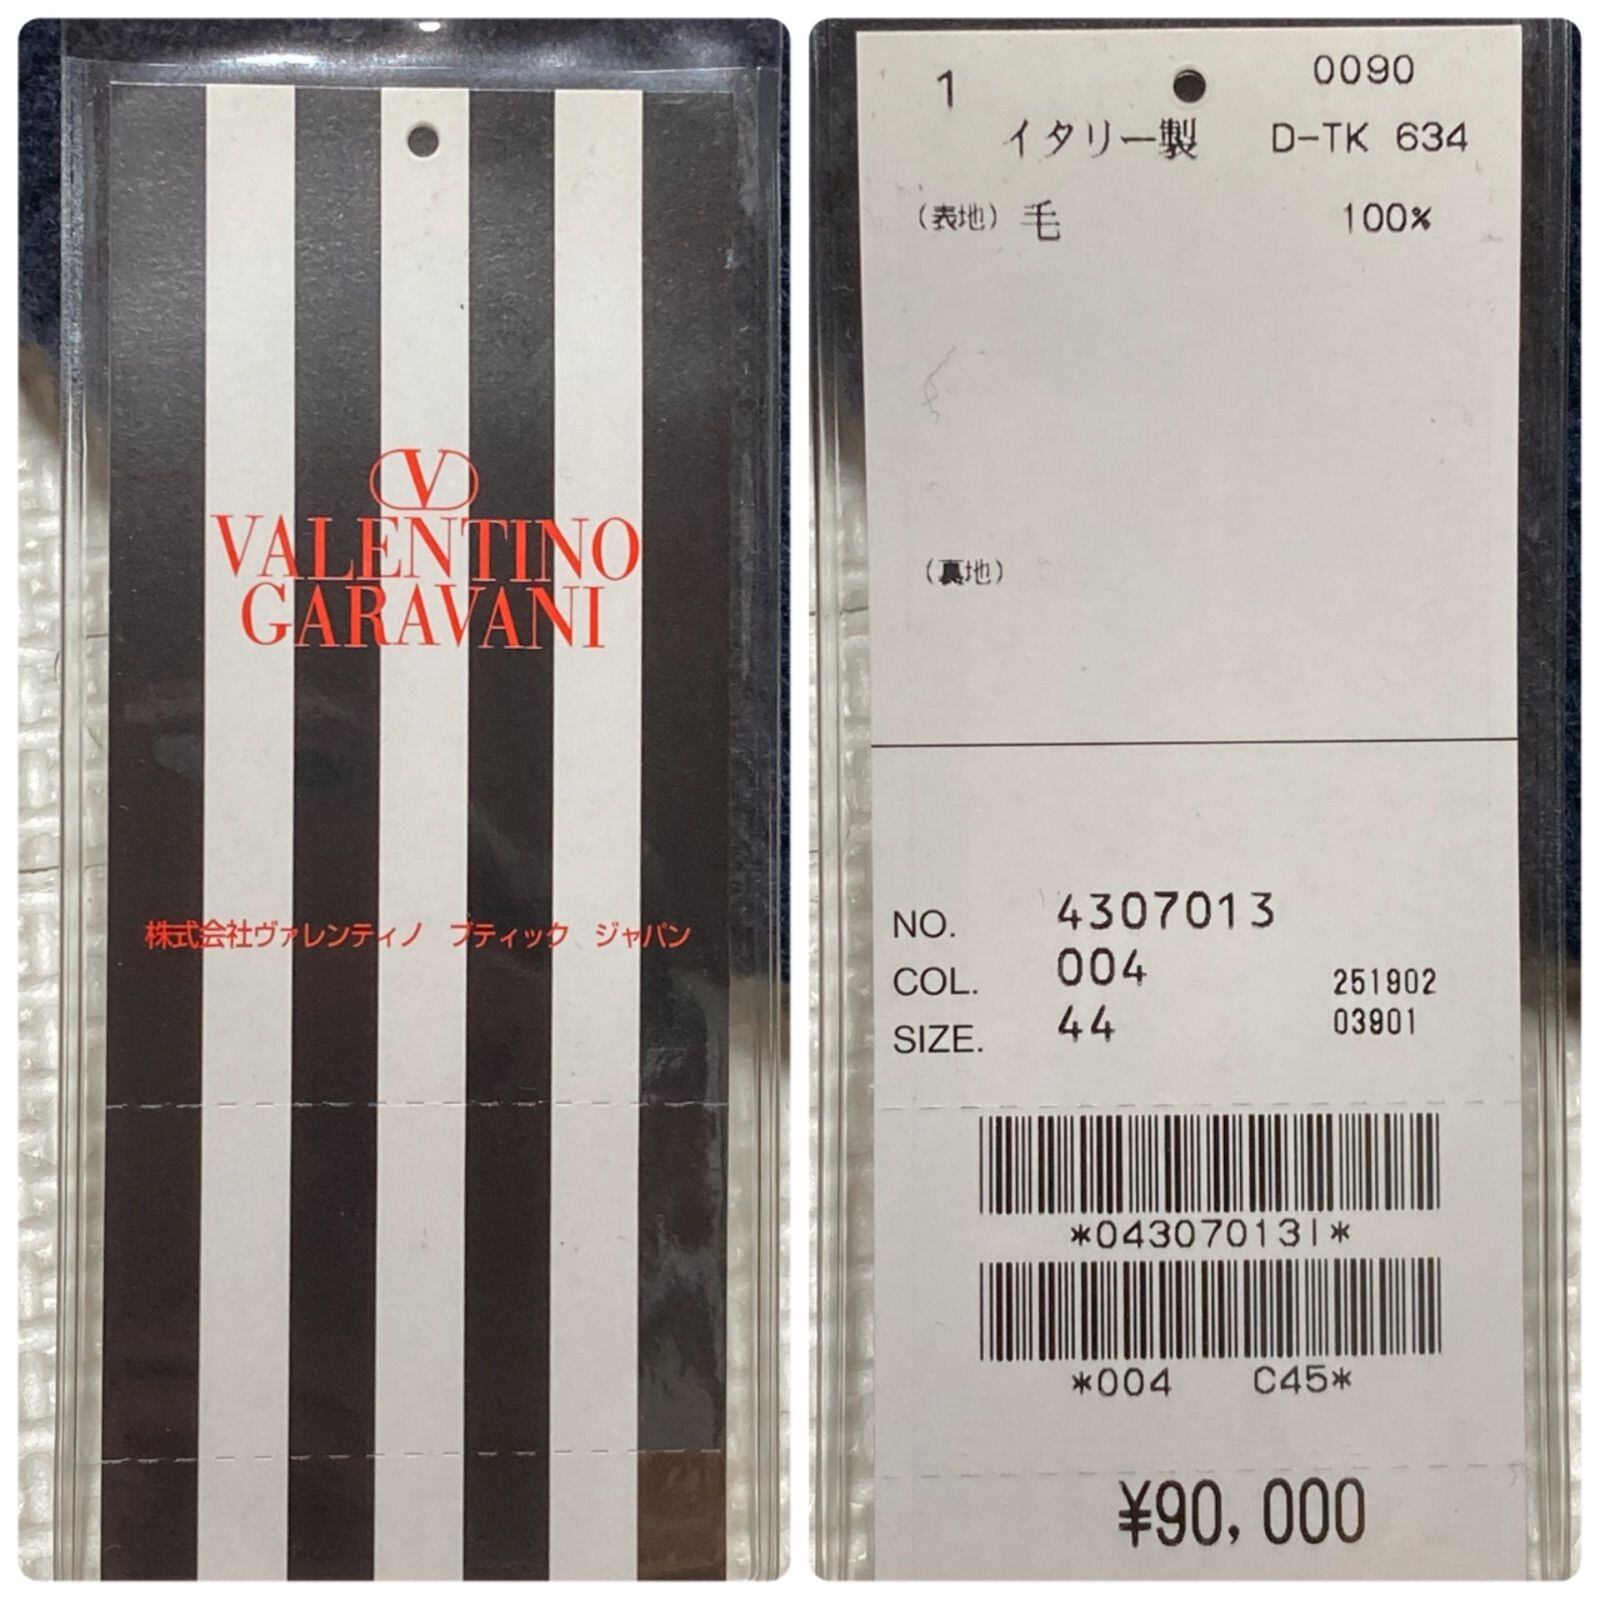 V
VALENTINO
GARAVANI
株式会社ヴァレンティノ ブティック ジャパン
1 0090
イタリー製 D-TK 634
(表地) 毛 100%
(裏地)
NO. 4307013
COL. 004 251902
SIZE. 44 03901
*04307013I*
*004 C45*
¥90,000